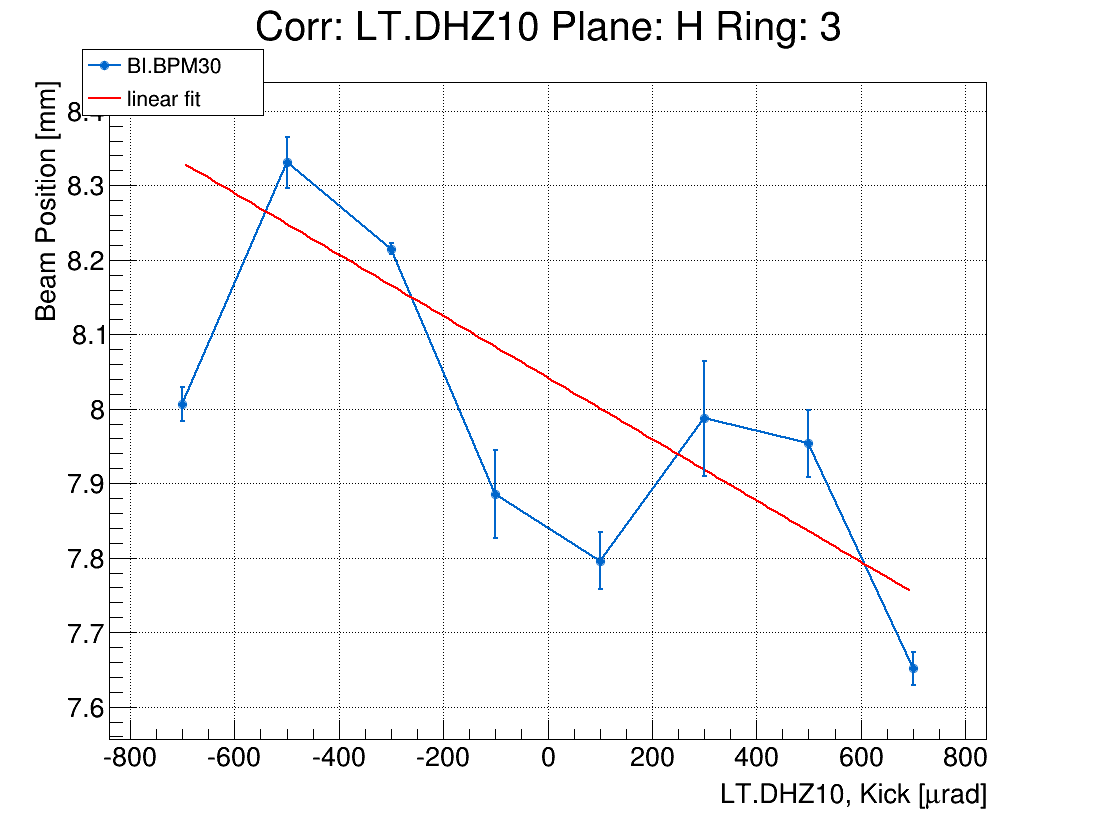 Corr: LT.DHZ10 Plane: H Ring: 3
BI.BPM30
linear fit
Beam Position [mm]
8.3
8.2
8.1
8
7.9
7.8
7.7
7.6
-800 -600 -400 -200 0 200 400 600 800
LT.DHZ10, Kick [μrad]